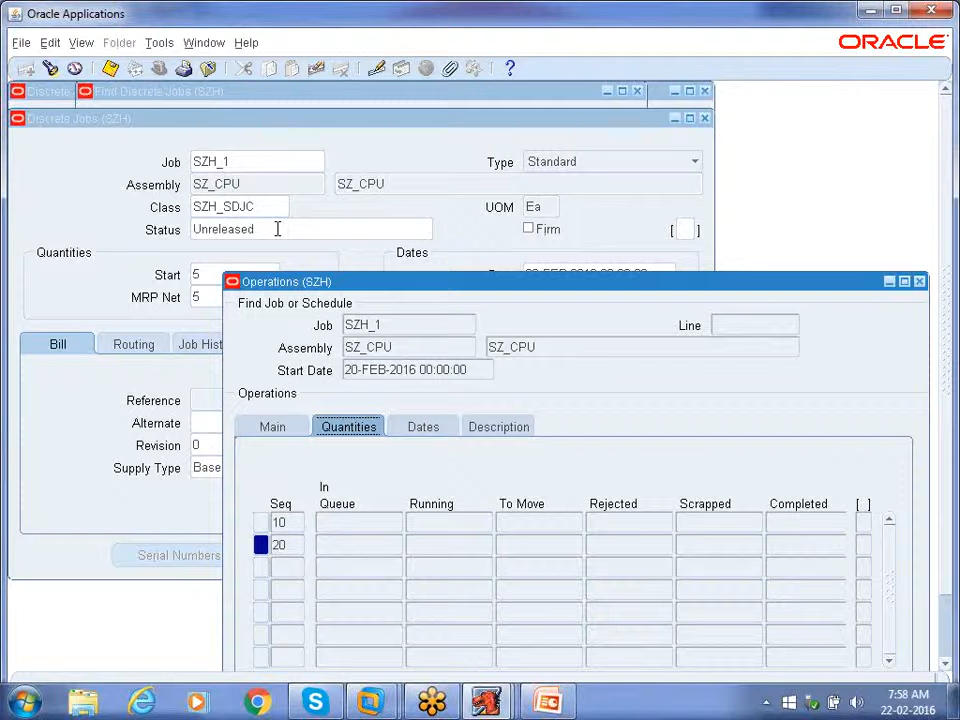 Oracle Applications
File Edit View Folder Tools Window Help
ORACLE
Discrete Find Discrete Jobs (SZH)
Discrete Jobs (SZH)
Job SZH_1 Type Standard
Assembly SZ_CPU SZ_CPU
Class SZH_SDJC UOM Ea
Status Unreleased Firm [ ]
Quantities Dates
Start 5
MRP Net 5
Bill Routing Job Hist
Reference
Alternate
Revision 0
Supply Type Base
Serial Numbers
Operations (SZH)
Find Job or Schedule
Job SZH_1 Line
Assembly SZ_CPU SZ_CPU
Start Date 20-FEB-2016 00:00:00
Operations
Main Quantities Dates Description
In
Seq Queue Running To Move Rejected Scrapped Completed [ ]
10
20
7:58 AM
22-02-2016